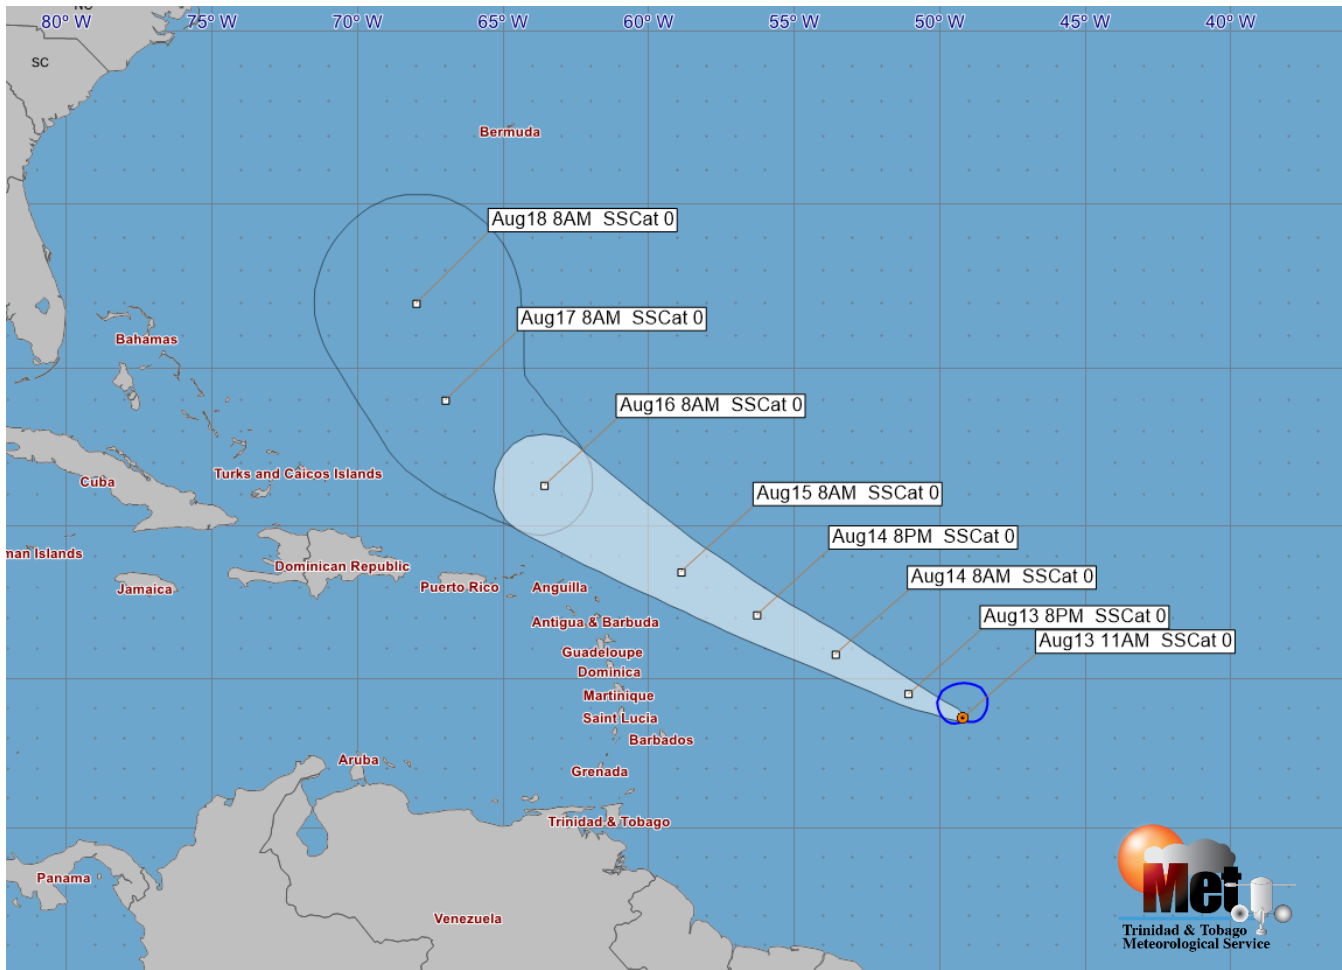 NC
80° W
75° W
70° W
65° W
60° W
55° W
50° W
45° W
40° W
SC
Bermuda
Aug18 8AM SSCat 0
Aug17 8AM SSCat 0
Bahamas
Aug16 8AM SSCat 0
Turks and Caicos Islands
Cuba
Aug15 8AM SSCat 0
Aug14 8PM SSCat 0
man Islands
Dominican Republic
Aug14 8AM SSCat 0
Jamaica
Puerto Rico
Anguilla
Aug13 8PM SSCat 0
Antigua & Barbuda
Aug13 11AM SSCat 0
Guadeloupe
Dominica
Martinique
Saint Lucia
Barbados
Aruba
Grenada
Trinidad & Tobago
Panama
Venezuela
Met
Trinidad & Tobago
Meteorological Service